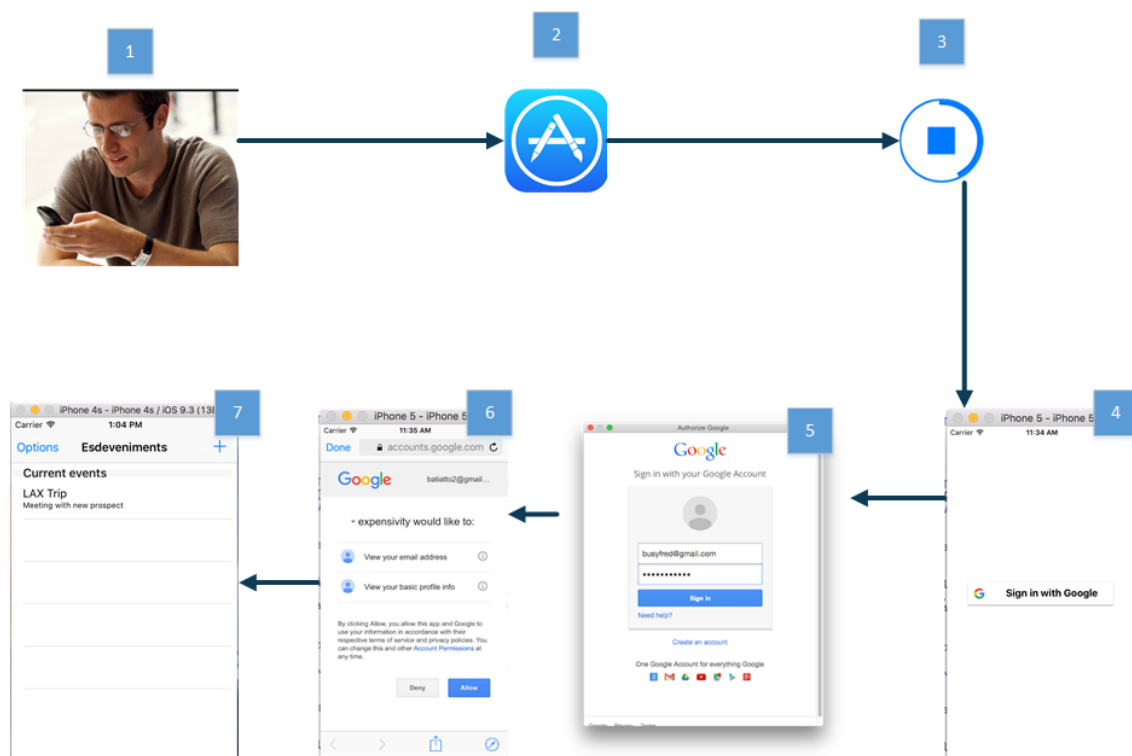 1
2
3
7
iPhone 4s - iPhone 4s / iOS 9.3
Carrier
1:04 PM
Options
Esdeveniments
+
Current events
LAX Trip
Meeting with new prospect
6
iPhone 5 - iPhone 5
Carrier
11:35 AM
Done
accounts.google.com
Google
batiatto2@gmail...
expensivity would like to:
View your email address
View your basic profile info
By clicking Allow, you allow this app and Google to
use your information in accordance with their
respective terms of service and privacy policies. You
can change this and other Account Permissions at
any time.
Deny
Allow
5
Authorize Google
Google
Sign in with your Google Account
busyfred@gmail.com
Sign in
Need help?
Create an account
One Google Account for everything Google
Google Privacy Terms
4
iPhone 5 - iPhone 5
Carrier
11:34 AM
G
Sign in with Google